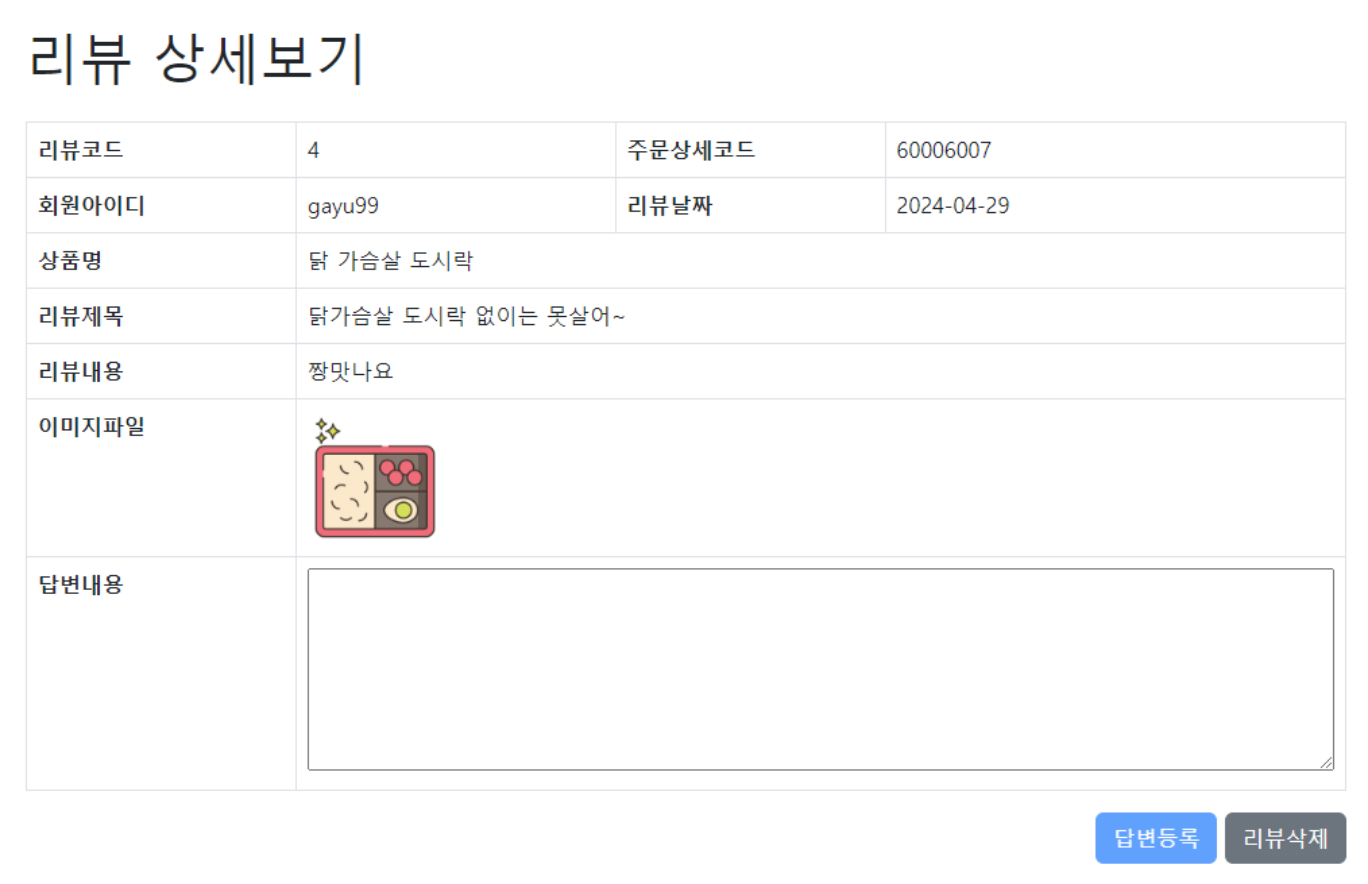 리뷰 상세보기
리뷰코드 4 주문상세코드 60006007
회원아이디 gayu99 리뷰날짜 2024-04-29
상품명 닭 가슴살 도시락
리뷰제목 닭가슴살 도시락 없이는 못살어~
리뷰내용 짱맛나요
이미지파일
답변내용
답변등록 리뷰삭제